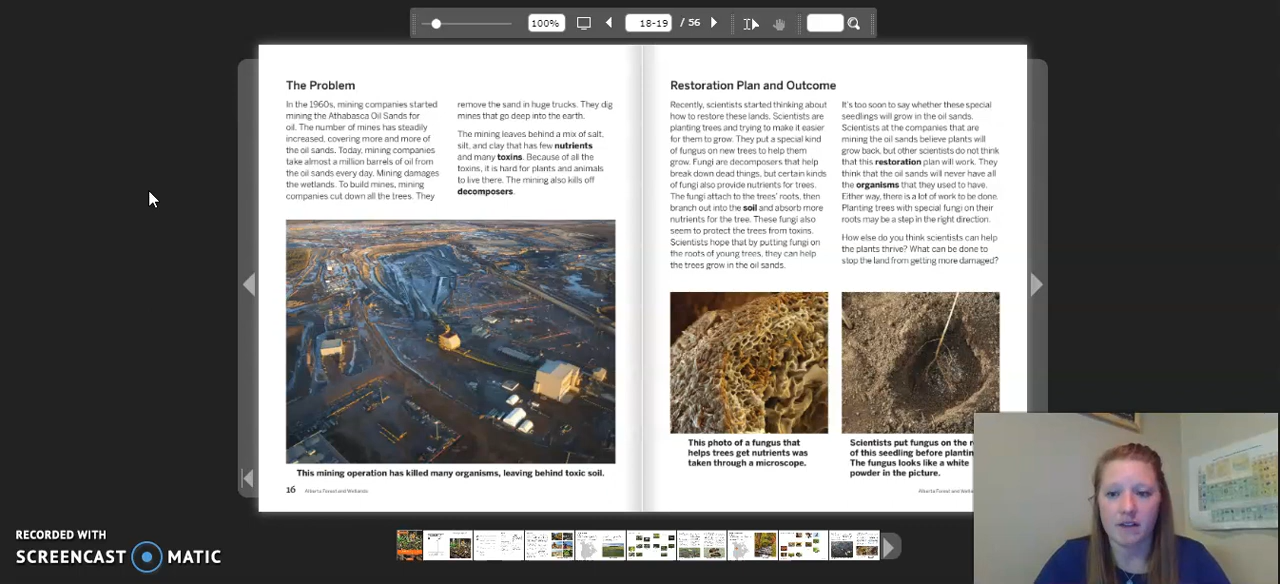 100%
18-19
/ 56
The Problem
In the 1960s, mining companies started
mining the Athabasca Oil Sands for
oil. The number of mines has steadily
increased, covering more and more of
the oil sands. Today, mining companies
take almost a million barrels of oil from
the oil sands every day. Mining damages
the wetlands. To build mines, mining
companies cut down all the trees. They
remove the sand in huge trucks. They dig
mines that go deep into the earth.
The mining leaves behind a mix of salt,
silt, and clay that has few nutrients
and many toxins. Because of all the
toxins, it is hard for plants and animals
to live there. The mining also kills off
decomposers.
This mining operation has killed many organisms, leaving behind toxic soil.
16 Alberta Forest and Wetlands
Restoration Plan and Outcome
Recently, scientists started thinking about
how to restore these lands. Scientists are
planting trees and trying to make it easier
for them to grow. They put a special kind
of fungus on new trees to help them
grow. Fungi are decomposers that help
break down dead things, but certain kinds
of fungi also provide nutrients for trees.
The fungi attach to the trees' roots, then
branch out into the soil and absorb more
nutrients for the tree. These fungi also
seem to protect the trees from toxins.
Scientists hope that by putting fungi on
the roots of young trees, they can help
the trees grow in the oil sands.
It's too soon to say whether these special
seedlings will grow in the oil sands.
Scientists at the companies that are
mining the oil sands believe plants will
grow back, but other scientists do not think
that this restoration plan will work. They
think that the oil sands will never have all
the organisms that they used to have.
Either way, there is a lot of work to be done.
Planting trees with special fungi on their
roots may be a step in the right direction.
How else do you think scientists can help
the plants thrive? What can be done to
stop the land from getting more damaged?
This photo of a fungus that
helps trees get nutrients was
taken through a microscope.
Scientists put fungus on the
of this seedling before
The fungus looks like a white
powder in the picture.
Alberta Forest and
RECORDED WITH
SCREENCAST MATIC